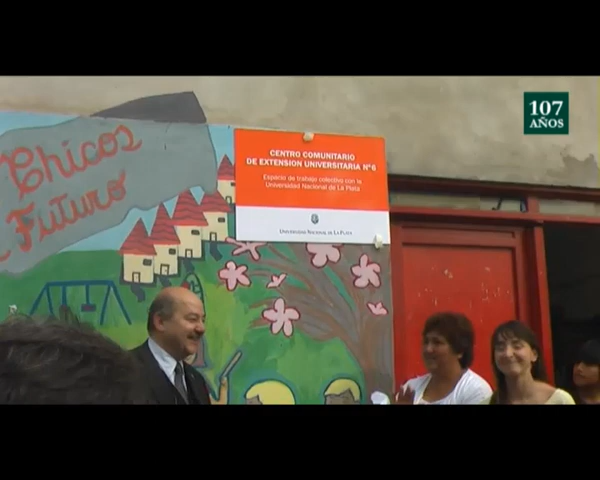 107
AÑOS
Chicos
Futuro
CENTRO COMUNITARIO
DE EXTENSION UNIVERSITARIA Nº6
Espacio de trabajo colectivo con la
Universidad Nacional de La Plata
UNIVERSIDAD NACIONAL DE LA PLATA